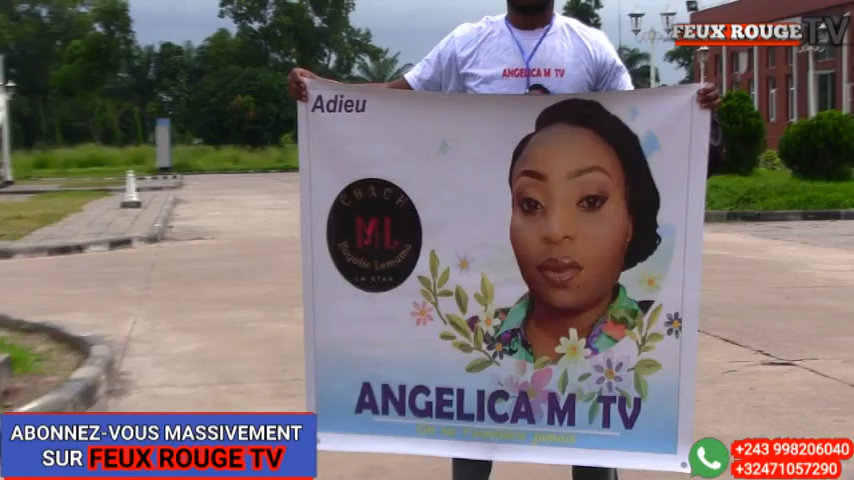 FEUX ROUGE TV
ANGELICA M TV
Adieu
COACH
ML
LA STAR
ANGELICA M TV
jamais
ABONNEZ-VOUS MASSIVEMENT
SUR FEUX ROUGE TV
+243 998206040
+32471057290